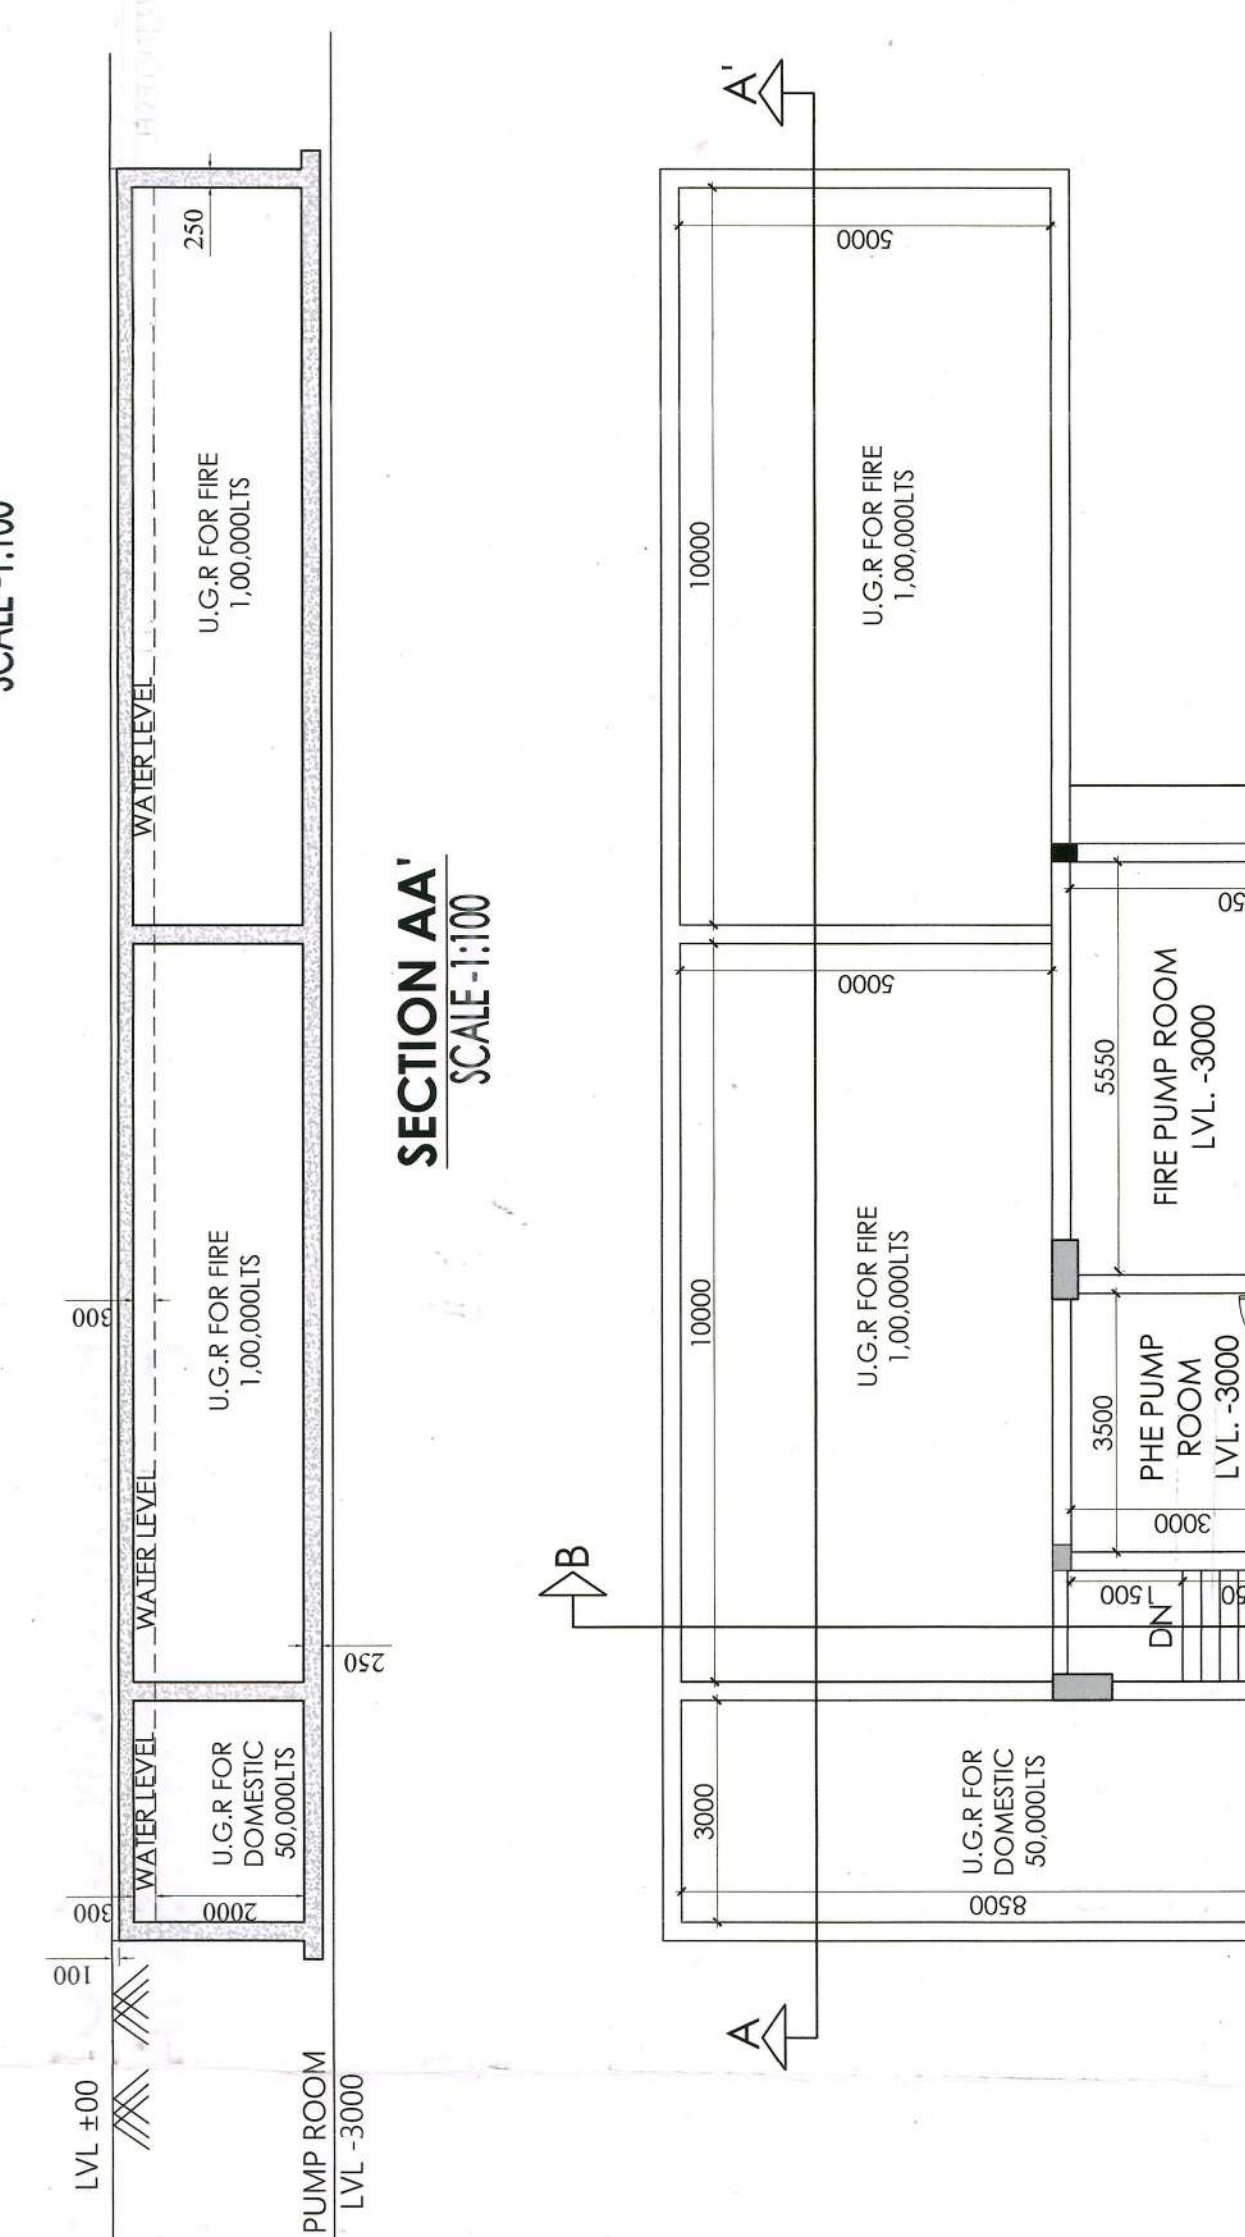 SCALE -1:100
LVL ±00
PUMP ROOM
LVL -3000
100
300
2000
WATER LEVEL
U.G.R FOR
DOMESTIC
50,000LTS
250
300
WATER LEVEL
U.G.R FOR FIRE
1,00,000LTS
WATER LEVEL
U.G.R FOR FIRE
1,00,000LTS
250
SECTION AA'
SCALE -1:100
A
A'
B
3000
8500
U.G.R FOR
DOMESTIC
50,000LTS
10000
5000
U.G.R FOR FIRE
1,00,000LTS
10000
5000
U.G.R FOR FIRE
1,00,000LTS
DN
1500
3500
3000
PHE PUMP
ROOM
LVL. -3000
5550
FIRE PUMP ROOM
LVL. -3000